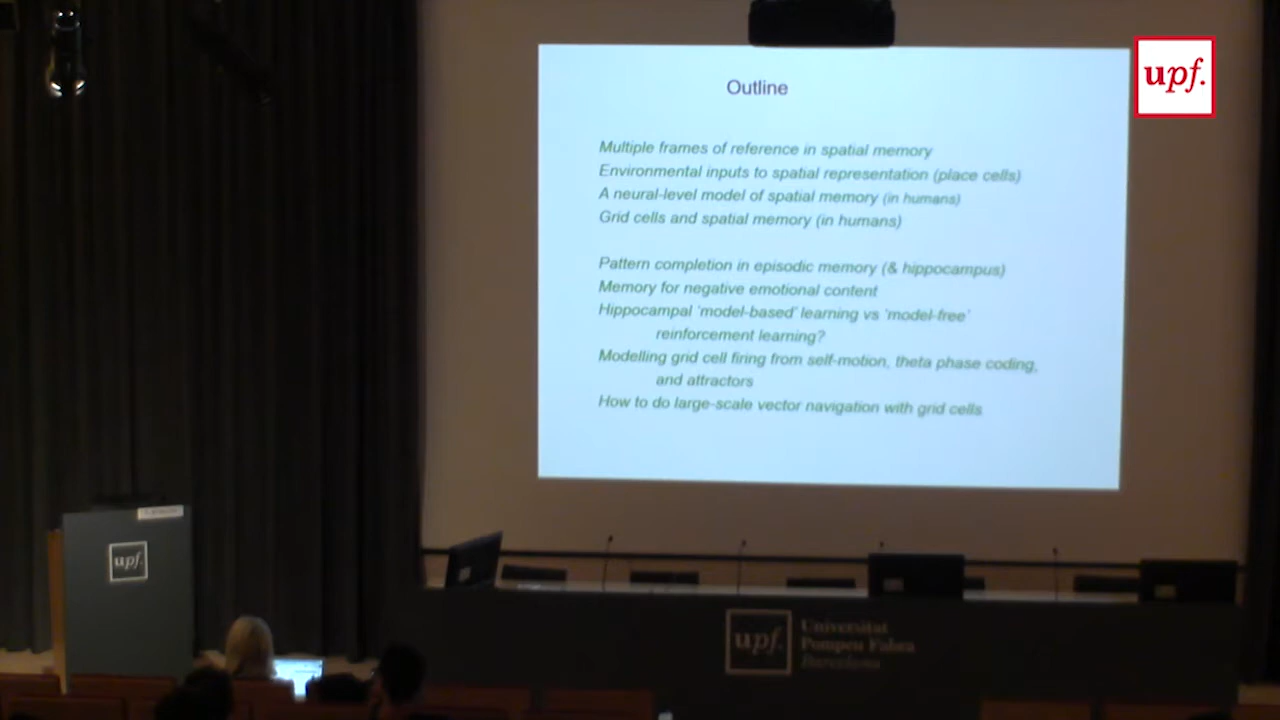 Outline
upf.
Multiple frames of reference in spatial memory
Environmental inputs to spatial representation (place cells)
A neural-level model of spatial memory (in humans)
Grid cells and spatial memory (in humans)
Pattern completion in episodic memory (& hippocampus)
Memory for negative emotional content
Hippocampal 'model-based' learning vs 'model-free'
reinforcement learning?
Modelling grid cell firing from self-motion, theta phase coding,
and attractors
How to do large-scale vector navigation with grid cells
upf.
upf.
Universitat
Pompeu Fabra
Barcelona